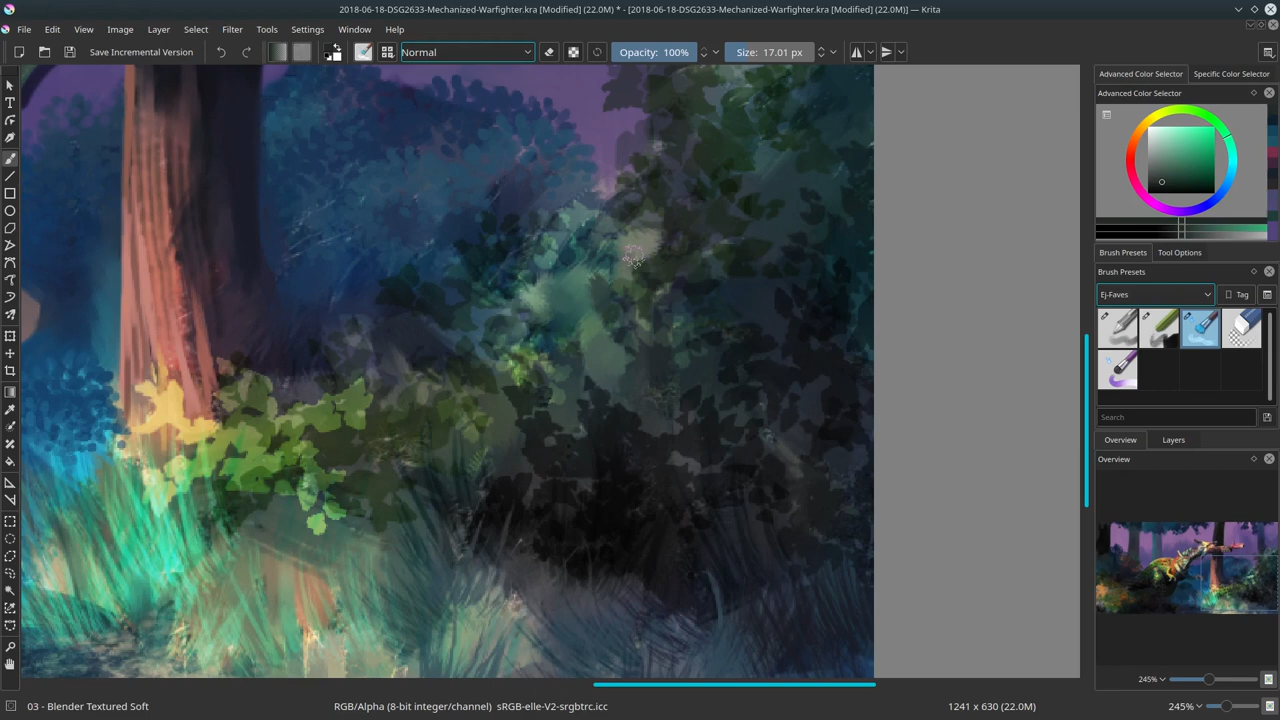 2018-06-18-DSG2633-Mechanized-Warfighter.kra [Modified] (22.0M) * - [2018-06-18-DSG2633-Mechanized-Warfighter.kra [Modified] (22.0M)] — Krita
File Edit View Image Layer Select Filter Tools Settings Window Help
Save Incremental Version Normal Opacity: 100% Size: 17.01 px
Advanced Color Selector Specific Color Selector
Advanced Color Selector
Brush Presets Tool Options
Brush Presets
Ej-Faves Tag
Search
Overview Layers
Overview
245%
03 - Blender Textured Soft RGB/Alpha (8-bit integer/channel) sRGB-elle-V2-srgbtrc.icc 1241 x 630 (22.0M) 245%